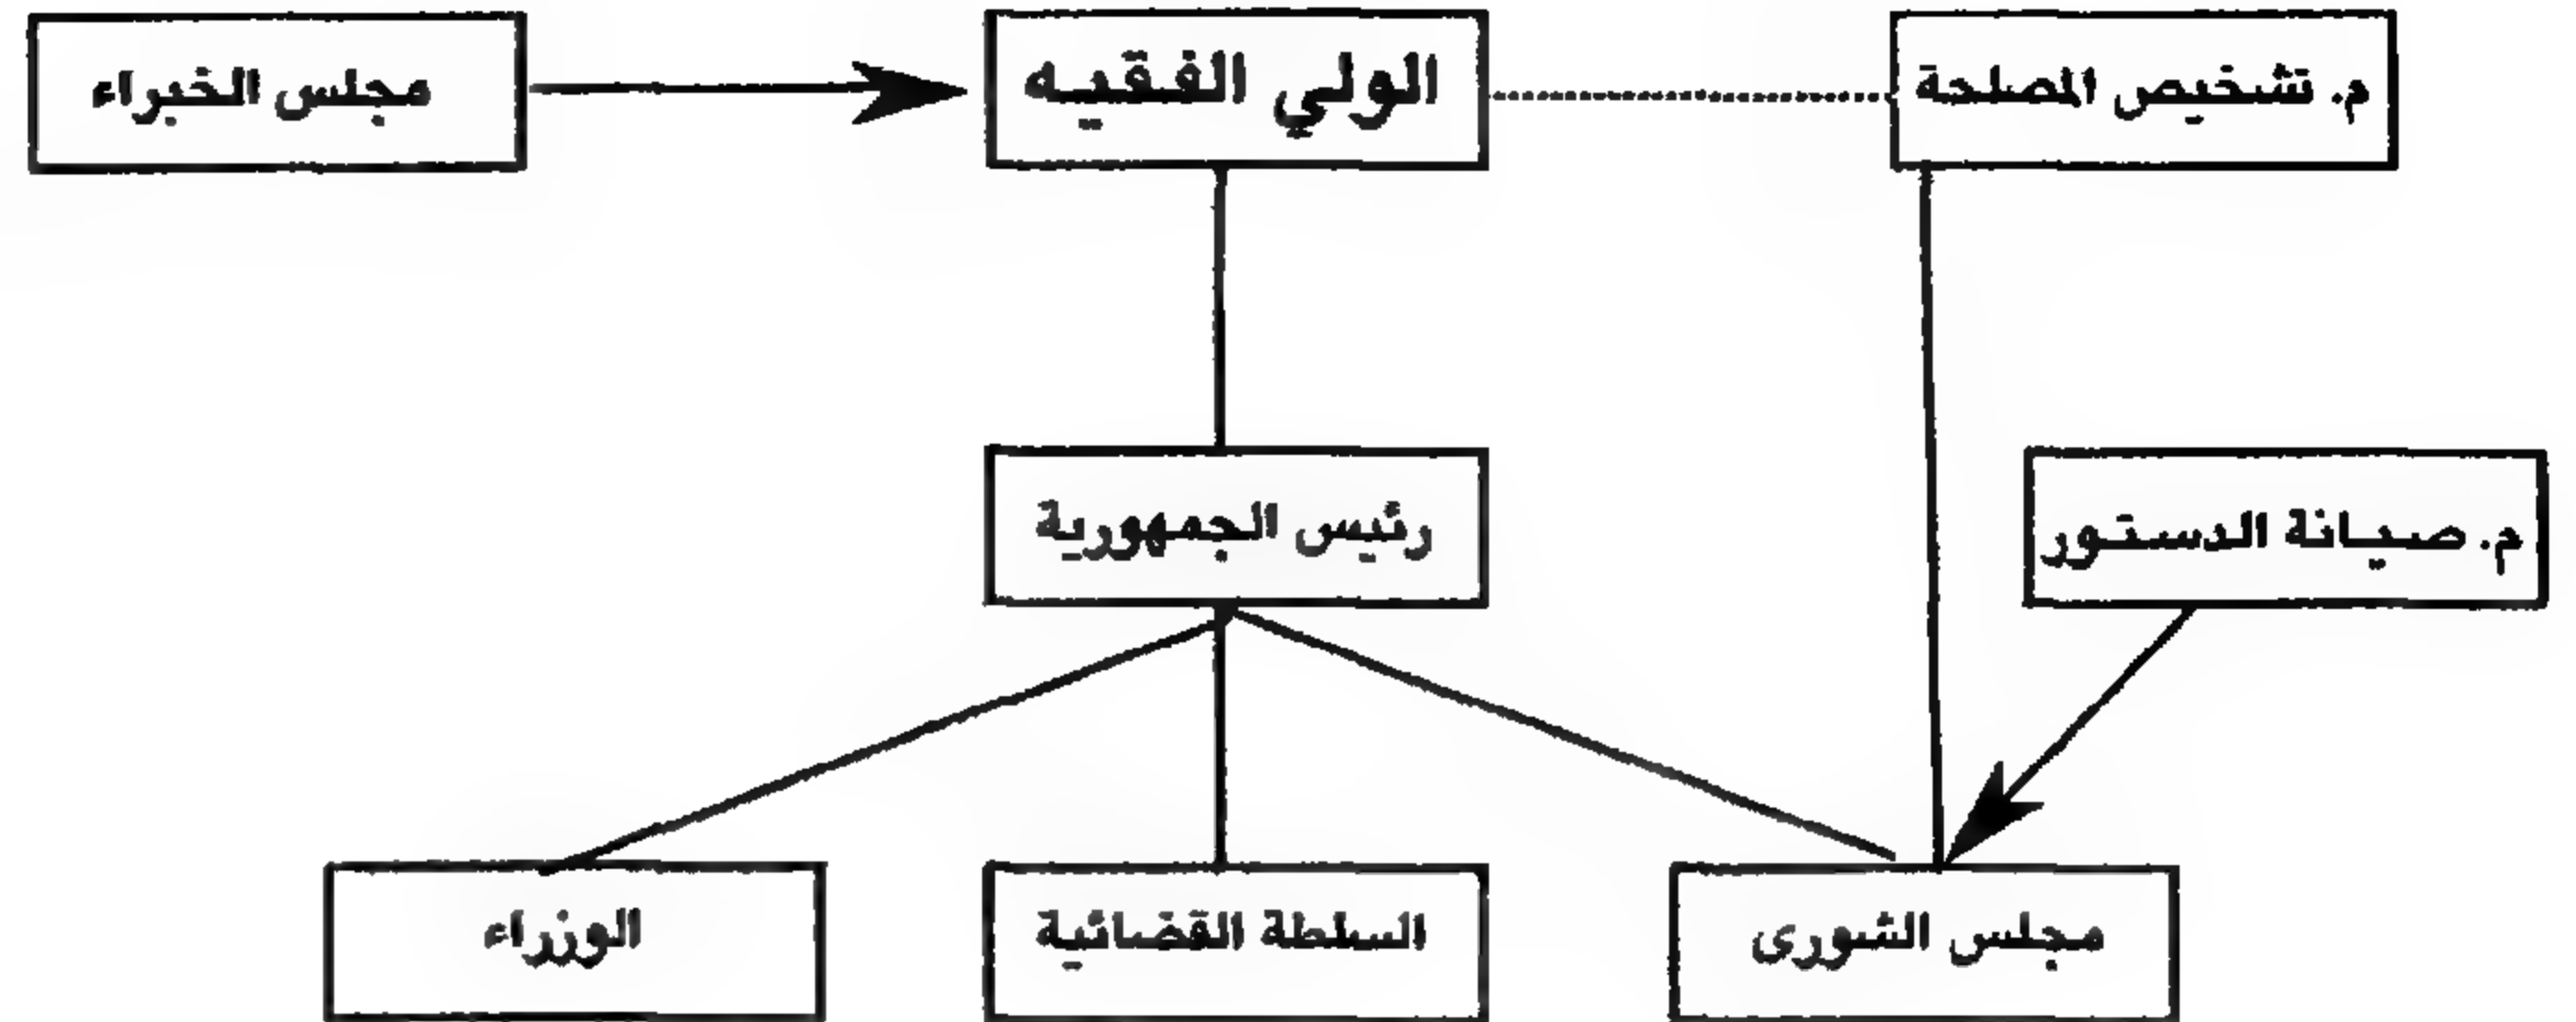 م. تشخيص المصلحة
الولي الفقيه
مجلس الخبراء
م. صيانة الدستور
رئيس الجمهورية
مجلس الشورى
السلطة القضائية
الوزراء